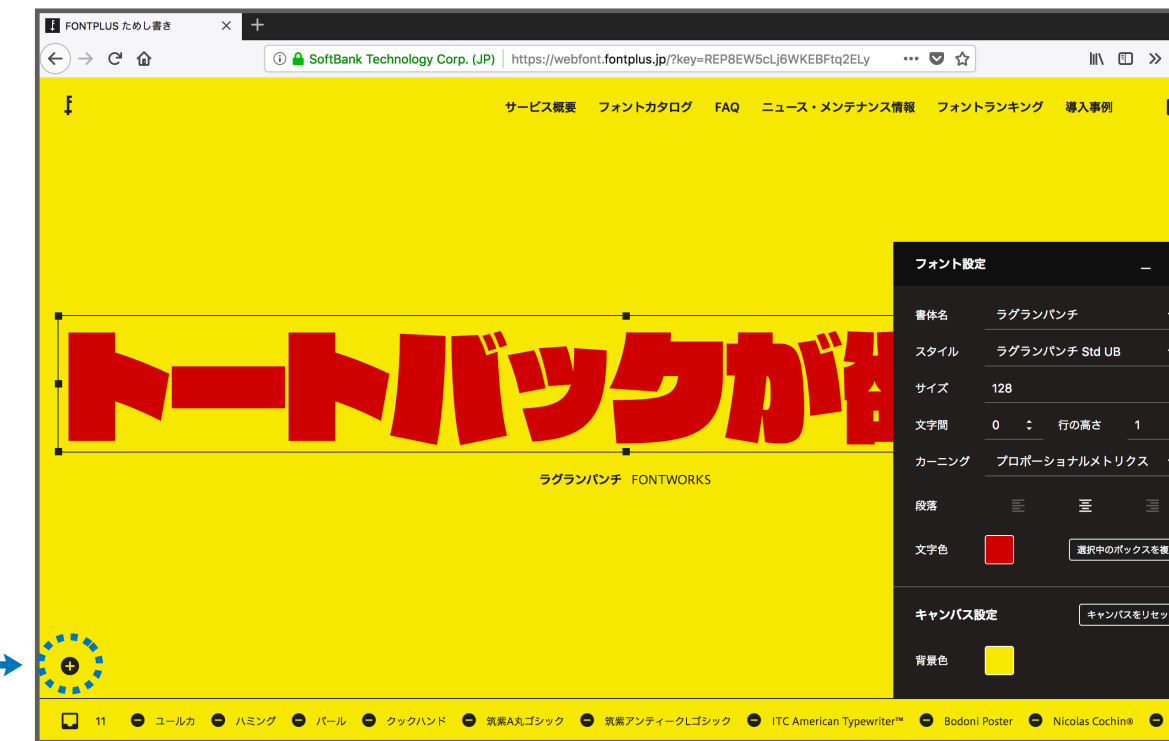 FONTPLUS ためし書き
SoftBank Technology Corp. (JP) https://webfont.fontplus.jp/?key=REP8EW5cLj6WKEBFtq2ELy
サービス概要 フォントカタログ FAQ ニュース・メンテナンス情報 フォントランキング 導入事例
フォント設定
書体名 ラグランパンチ
スタイル ラグランパンチ Std UB
サイズ 128
文字間 0 行の高さ 1
カーニング プロポーショナルメトリクス
段落
文字色 選択中のボックスを複
トートバックが
ラグランパンチ FONTWORKS
キャンバス設定 キャンバスをリセッ
背景色
11 ユールカ ハミング パール クックハンド 筑紫A丸ゴシック 筑紫アンティークLゴシック ITC American Typewriter™ Bodoni Poster Nicolas Cochin®